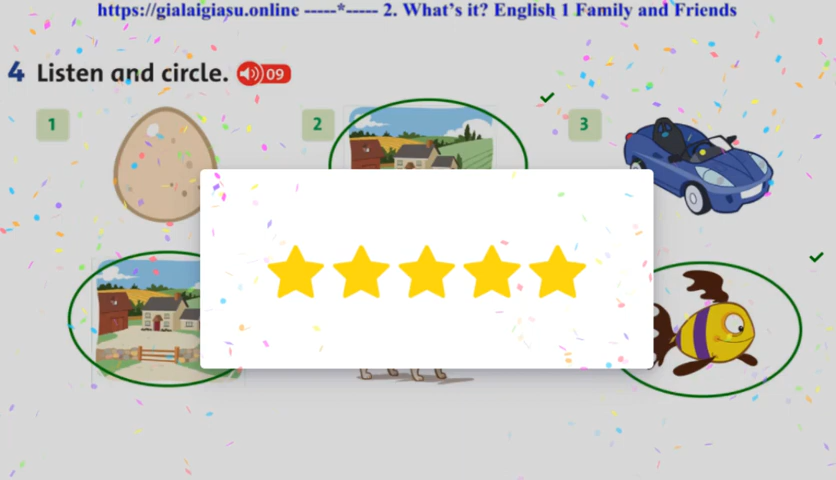 https://gialaigiasu.online -----*----- 2. What’s it? English 1 Family and Friends
4 Listen and circle. 09
1 2 3